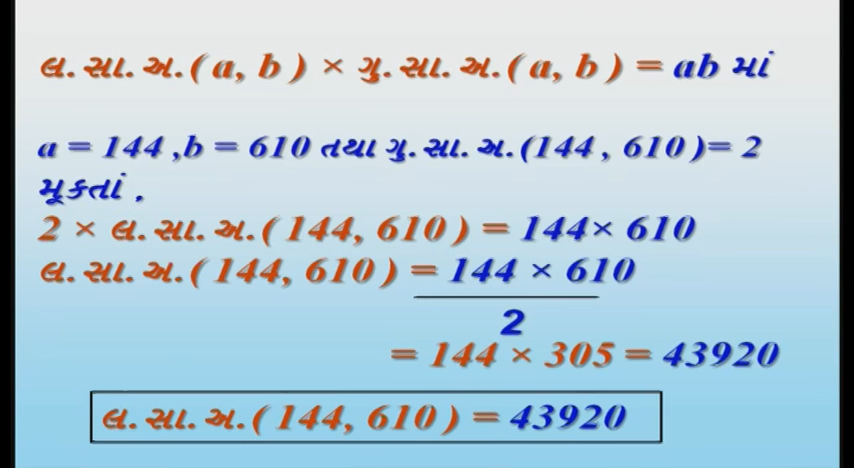 લ.સા.અ.( a, b ) × ગુ.સા.અ.( a, b ) = ab માં
a = 144 ,b = 610 તથા ગુ.સા.અ.(144 , 610 )= 2
મૂકતાં ,
2 × લ.સા.અ.( 144, 610 ) = 144× 610
લ.સા.અ.( 144, 610 ) = 144 × 610
2
= 144 × 305 = 43920
લ.સા.અ.( 144, 610 ) = 43920